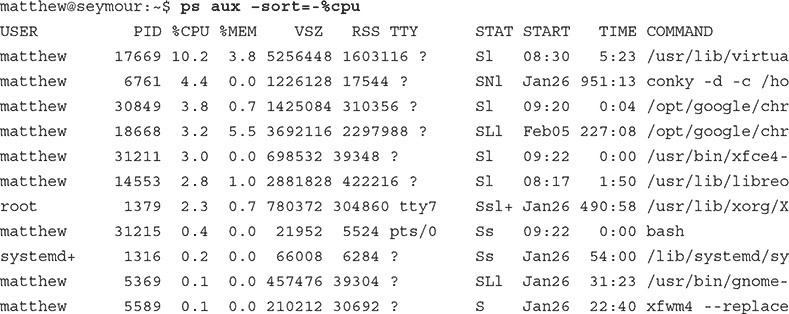 matthew@seymour:~$ ps aux –sort=-%cpu
USER PID %CPU %MEM VSZ RSS TTY STAT START TIME COMMAND
matthew 17669 10.2 3.8 5256448 1603116 ? Sl 08:30 5:23 /usr/lib/virtua
matthew 6761 4.4 0.0 1226128 17544 ? SNl Jan26 951:13 conky -d -c /ho
matthew 30849 3.8 0.7 1425084 310356 ? Sl 09:20 0:04 /opt/google/chr
matthew 18668 3.2 5.5 3692116 2297988 ? SLl Feb05 227:08 /opt/google/chr
matthew 31211 3.0 0.0 698532 39348 ? Sl 09:22 0:00 /usr/bin/xfce4-
matthew 14553 2.8 1.0 2881828 422216 ? Sl 08:17 1:50 /usr/lib/libreo
root 1379 2.3 0.7 780372 304860 tty7 Ssl+ Jan26 490:58 /usr/lib/xorg/X
matthew 31215 0.4 0.0 21952 5524 pts/0 Ss 09:22 0:00 bash
systemd+ 1316 0.2 0.0 66008 6284 ? Ss Jan26 54:00 /lib/systemd/sy
matthew 5369 0.1 0.0 457476 39304 ? SLl Jan26 31:23 /usr/bin/gnome-
matthew 5589 0.1 0.0 210212 30692 ? S Jan26 22:40 xfwm4 --replace